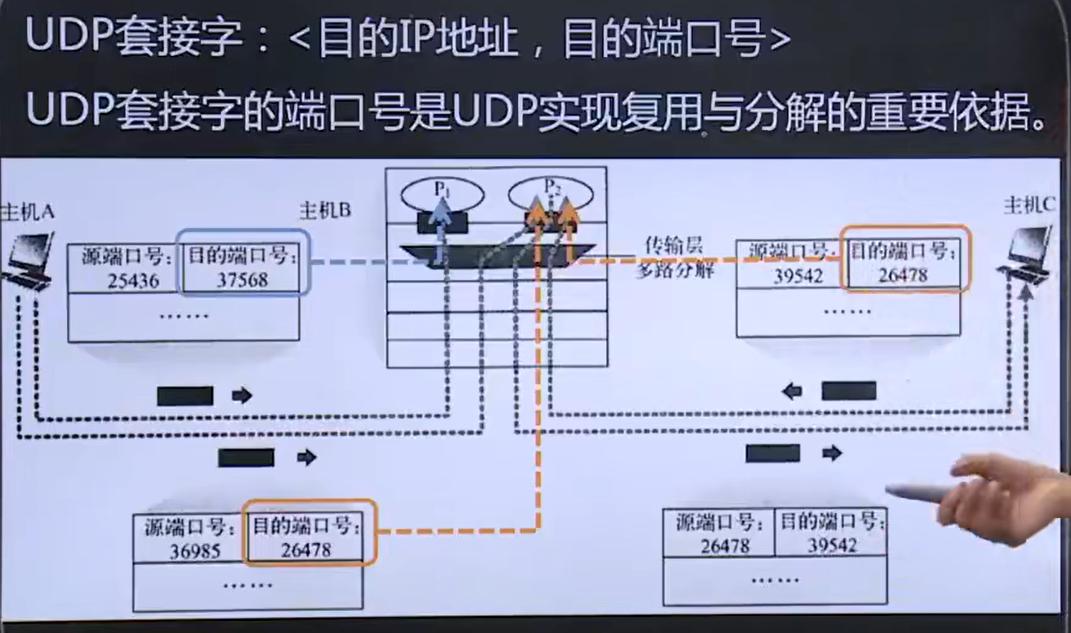 UDP套接字：<目的IP地址，目的端口号>
UDP套接字的端口号是UDP实现复用与分解的重要依据。
P1
P2
主机A
主机B
主机C
源端口号：
25436
目的端口号：
37568
……
传输层
多路分解
源端口号：
39542
目的端口号：
26478
……
源端口号：
36985
目的端口号：
26478
……
源端口号：
26478
目的端口号：
39542
……